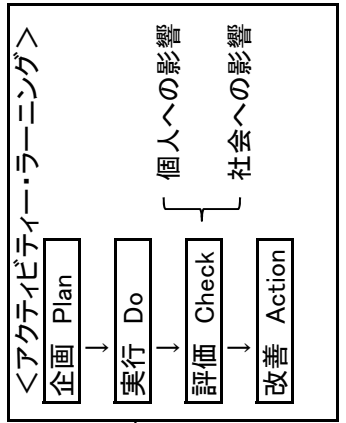 ＜アクティビティー・ラーニング＞
企画 Plan
↓
実行 Do
↓
評価 Check
↓
改善 Action
個人への影響
社会への影響